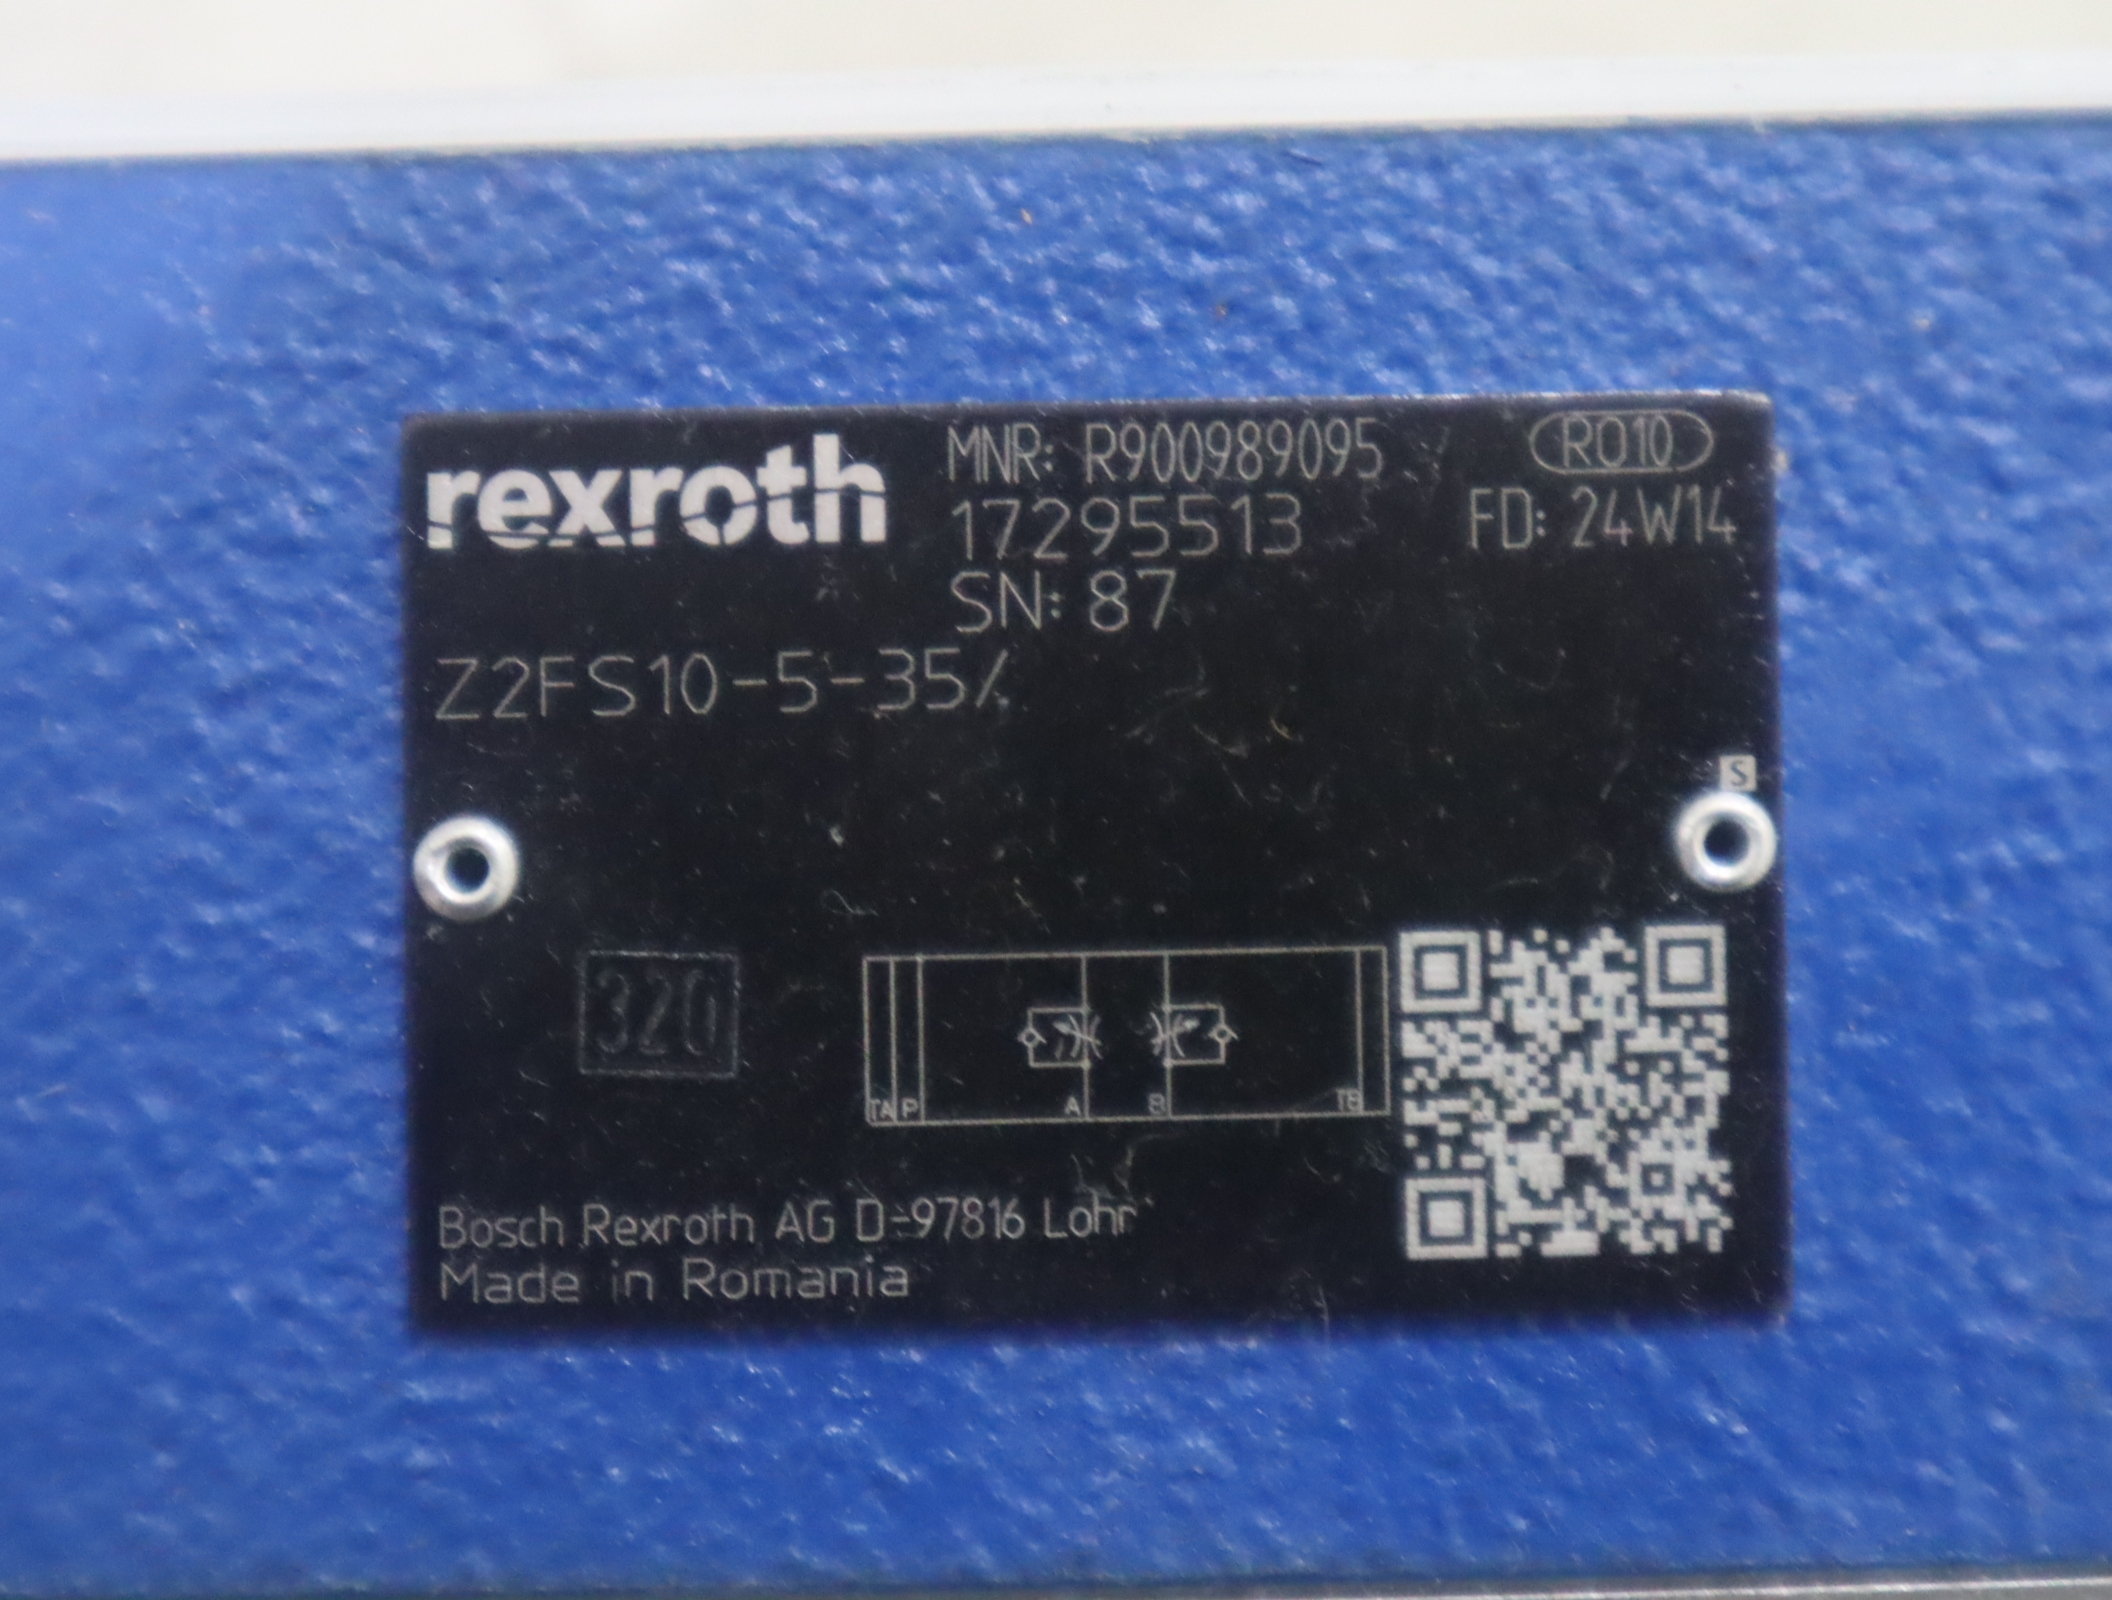 rexroth
MNR: R900989095
RO10
17295513
FD: 24W14
SN: 87
Z2FS10-5-35/
S
320
TA P A B TB
Bosch Rexroth AG D-97816 Lohr
Made in Romania